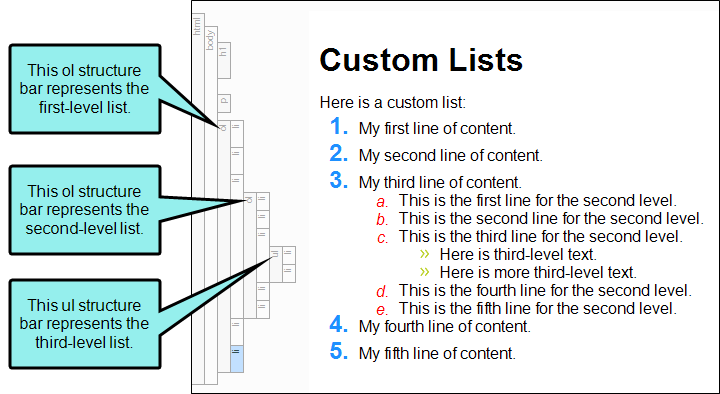 This ol structure
bar represents the
first-level list.
This ol structure
bar represents the
second-level list.
This ul structure
bar represents the
third-level list.
html
body
h1
p
ol
li
li
li
ol
li
li
li
ul
li
li
li
li
li
li
Custom Lists
Here is a custom list:
1. My first line of content.
2. My second line of content.
3. My third line of content.
a. This is the first line for the second level.
b. This is the second line for the second level.
c. This is the third line for the second level.
» Here is third-level text.
» Here is more third-level text.
d. This is the fourth line for the second level.
e. This is the fifth line for the second level.
4. My fourth line of content.
5. My fifth line of content.